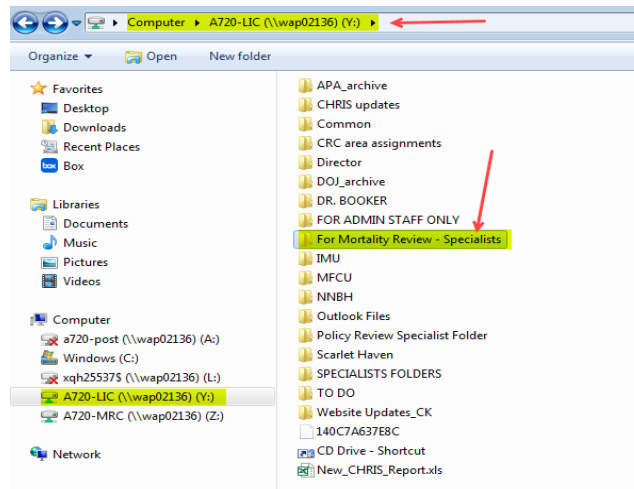 Computer ▸ A720-LIC (\\wap02136) (Y:) ▸
Organize ▾ Open New folder
Favorites
Desktop
Downloads
Recent Places
box Box
Libraries
Documents
Music
Pictures
Videos
Computer
a720-post (\\wap02136) (A:)
Windows (C:)
xqh25537$ (\\wap02136) (L:)
A720-LIC (\\wap02136) (Y:)
A720-MRC (\\wap02136) (Z:)
Network
APA_archive
CHRIS updates
Common
CRC area assignments
Director
DOJ_archive
DR. BOOKER
FOR ADMIN STAFF ONLY
For Mortality Review - Specialists
IMU
MFCU
NNBH
Outlook Files
Policy Review Specialist Folder
Scarlet Haven
SPECIALISTS FOLDERS
TO DO
Website Updates_CK
140C7A637E8C
CD Drive - Shortcut
New_CHRIS_Report.xls